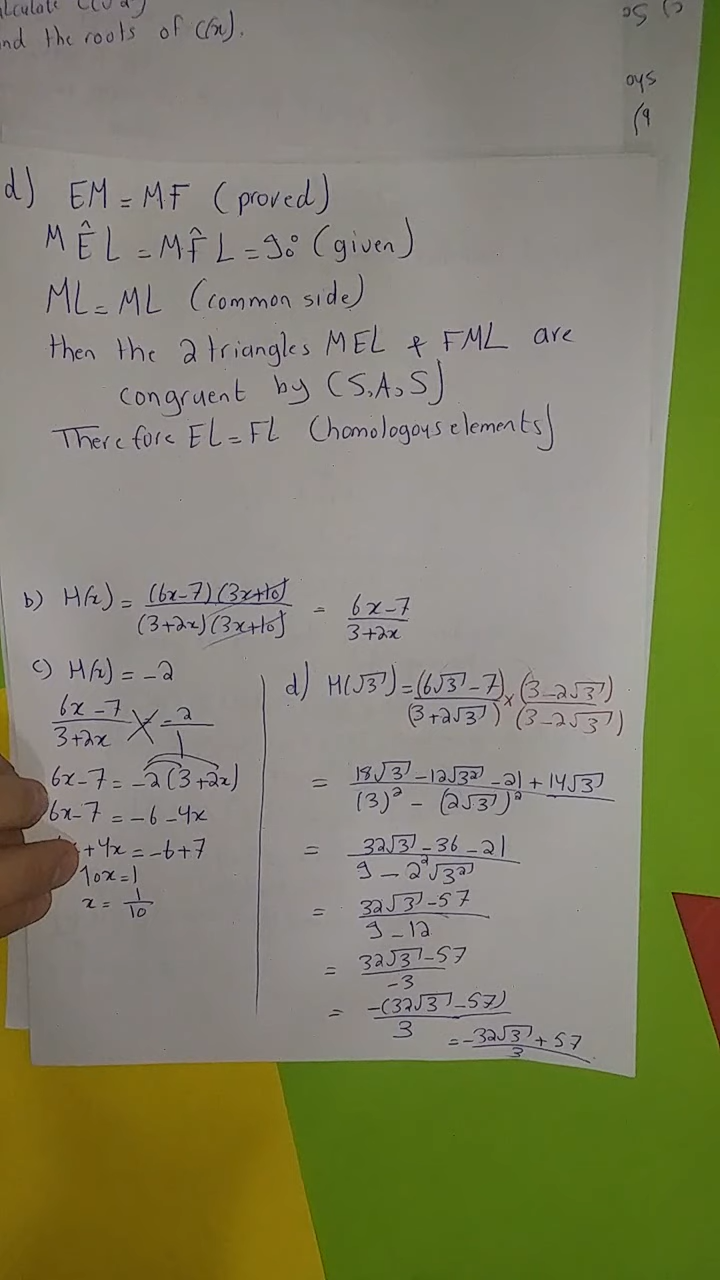 calculate C(√2)
nd the roots of C(x).
c) So
oys
d) EM = MF (proved)
MÊL = MF̂L = 90° (given)
ML = ML (common side)
then the 2 triangles MEL & FML are
congruent by (S,A,S)
Therefore EL = FL (homologous elements)
b) H(x) = (6x-7)(3x+10) / (3+2x)(3x+10) = 6x-7 / 3+2x
c) H(x) = -2
6x-7 / 3+2x = -2 / 1
6x-7 = -2(3+2x)
6x-7 = -6-4x
+4x = -6+7
10x = 1
x = 1/10
d) H(√3) = (6√3-7) / (3+2√3) × (3-2√3) / (3-2√3)
= 18√3 - 12√3² - 21 + 14√3 / (3)² - (2√3)²
= 32√3 - 36 - 21 / 9 - 2²√3²
= 32√3 - 57 / 9 - 12
= 32√3 - 57 / -3
= -(32√3 - 57) / 3
= -32√3 + 57 / 3